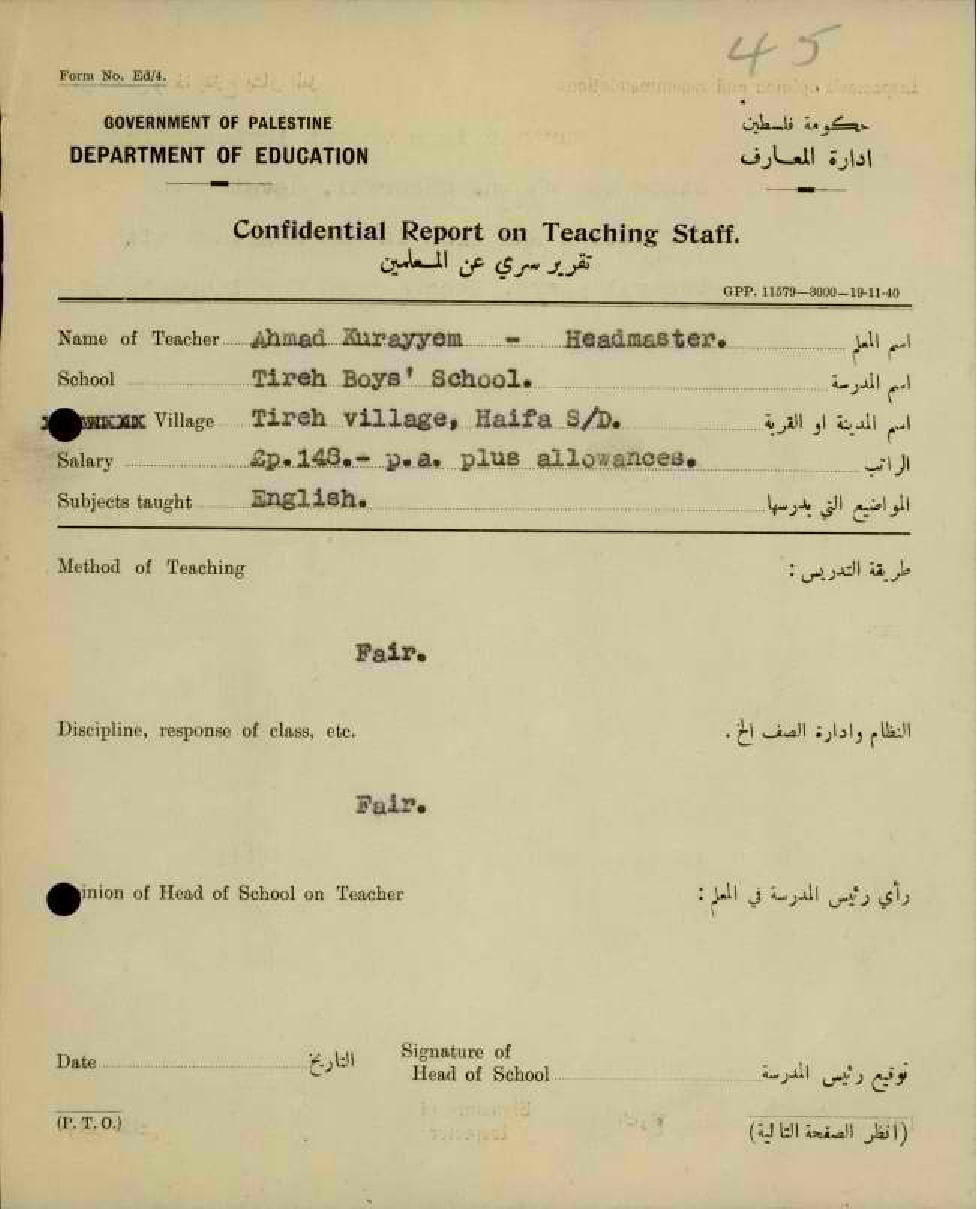 45
Form No. Ed/4.
GOVERNMENT OF PALESTINE
حكومة فلسطين
DEPARTMENT OF EDUCATION
ادارة المعارف
Confidential Report on Teaching Staff.
تقرير سري عن المعلمين
GPP. 11579—3000—19-11-40
Name of Teacher Ahmad Kurayyem - Headmaster. اسم المعلم
School Tireh Boys' School. اسم المدرسة
Village Tireh village, Haifa S/D. اسم المدينة او القرية
Salary £p.148.- p.a. plus allowances. الراتب
Subjects taught English. المواضيع التي يدرسها
Method of Teaching طريقة التدريس :
Fair.
Discipline, response of class, etc. النظام وادارة الصف الخ .
Fair.
inion of Head of School on Teacher رأي رئيس المدرسة في المعلم :
Date التاريخ
Signature of
Head of School توقيع رئيس المدرسة
(P. T. O.) (انظر الصفحة التالية)